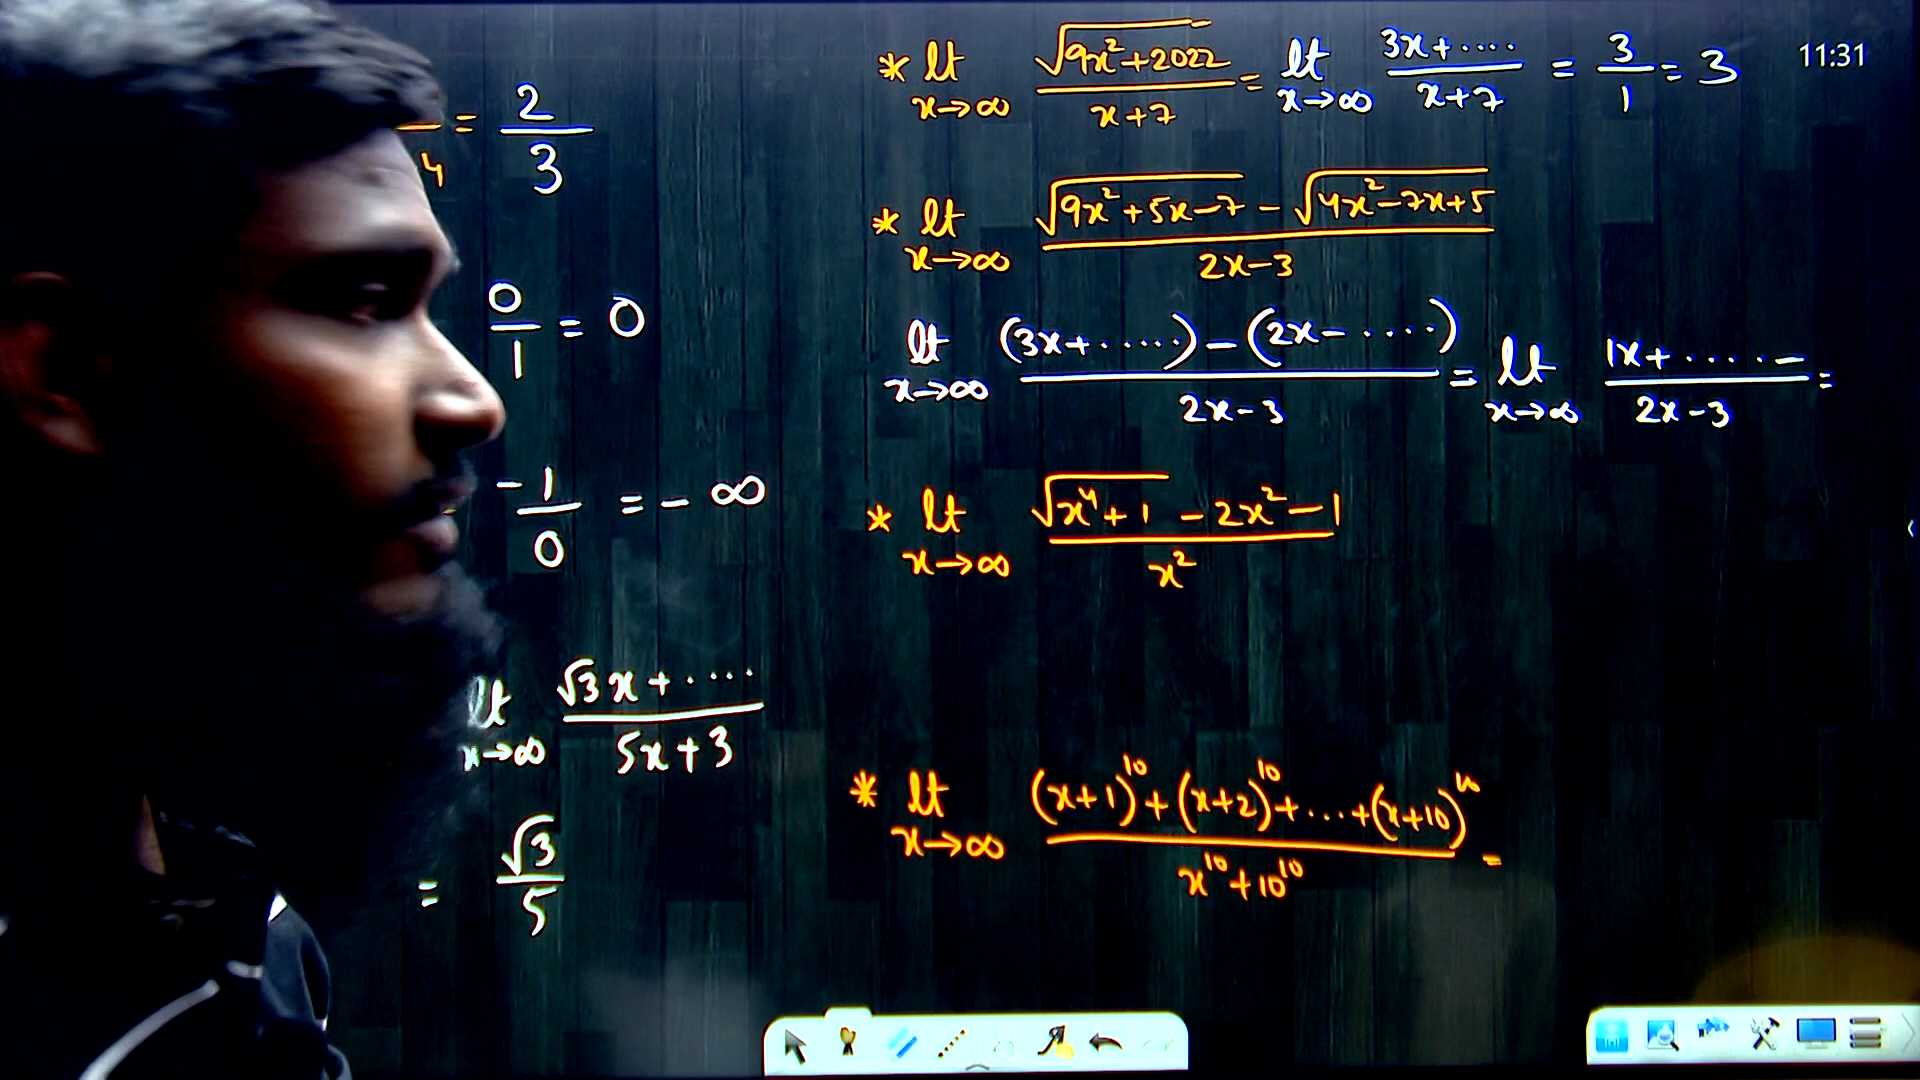 4 = 2/3
0/1 = 0
-1/0 = - ∞
lt x→∞ √3x + ..... / 5x+3
= √3/5
* lt x→∞ √(9x²+2022) / x+7 = lt x→∞ 3x+ ..... / x+7 = 3/1 = 3
11:31
* lt x→∞ √(9x²+5x-7) - √(4x²-7x+5) / 2x-3
lt x→∞ (3x+ .....) - (2x- .....) / 2x-3 = lt x→∞ 1x+ ..... - / 2x-3 =
* lt x→∞ √(x⁴+1) - 2x² - 1 / x²
* lt x→∞ (x+1)¹⁰ + (x+2)¹⁰ + ... + (x+10)¹⁰ / x¹⁰+10¹⁰ =